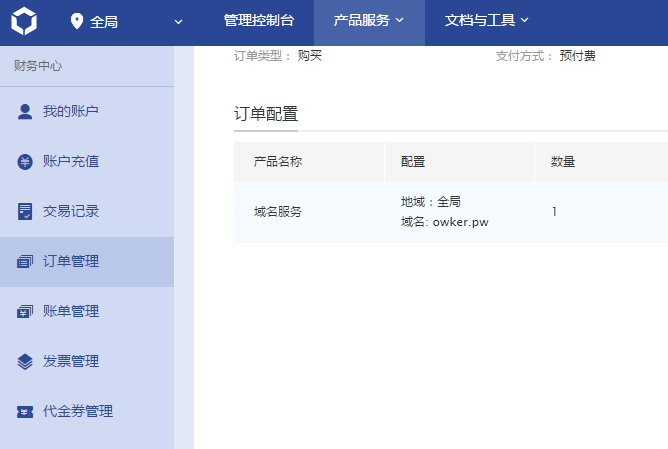 全局 管理控制台 产品服务 文档与工具
财务中心
我的账户
账户充值
交易记录
订单管理
账单管理
发票管理
代金券管理
订单类型： 购买 支付方式： 预付费
订单配置
产品名称 配置 数量
域名服务 地域：全局 1
域名: owker.pw